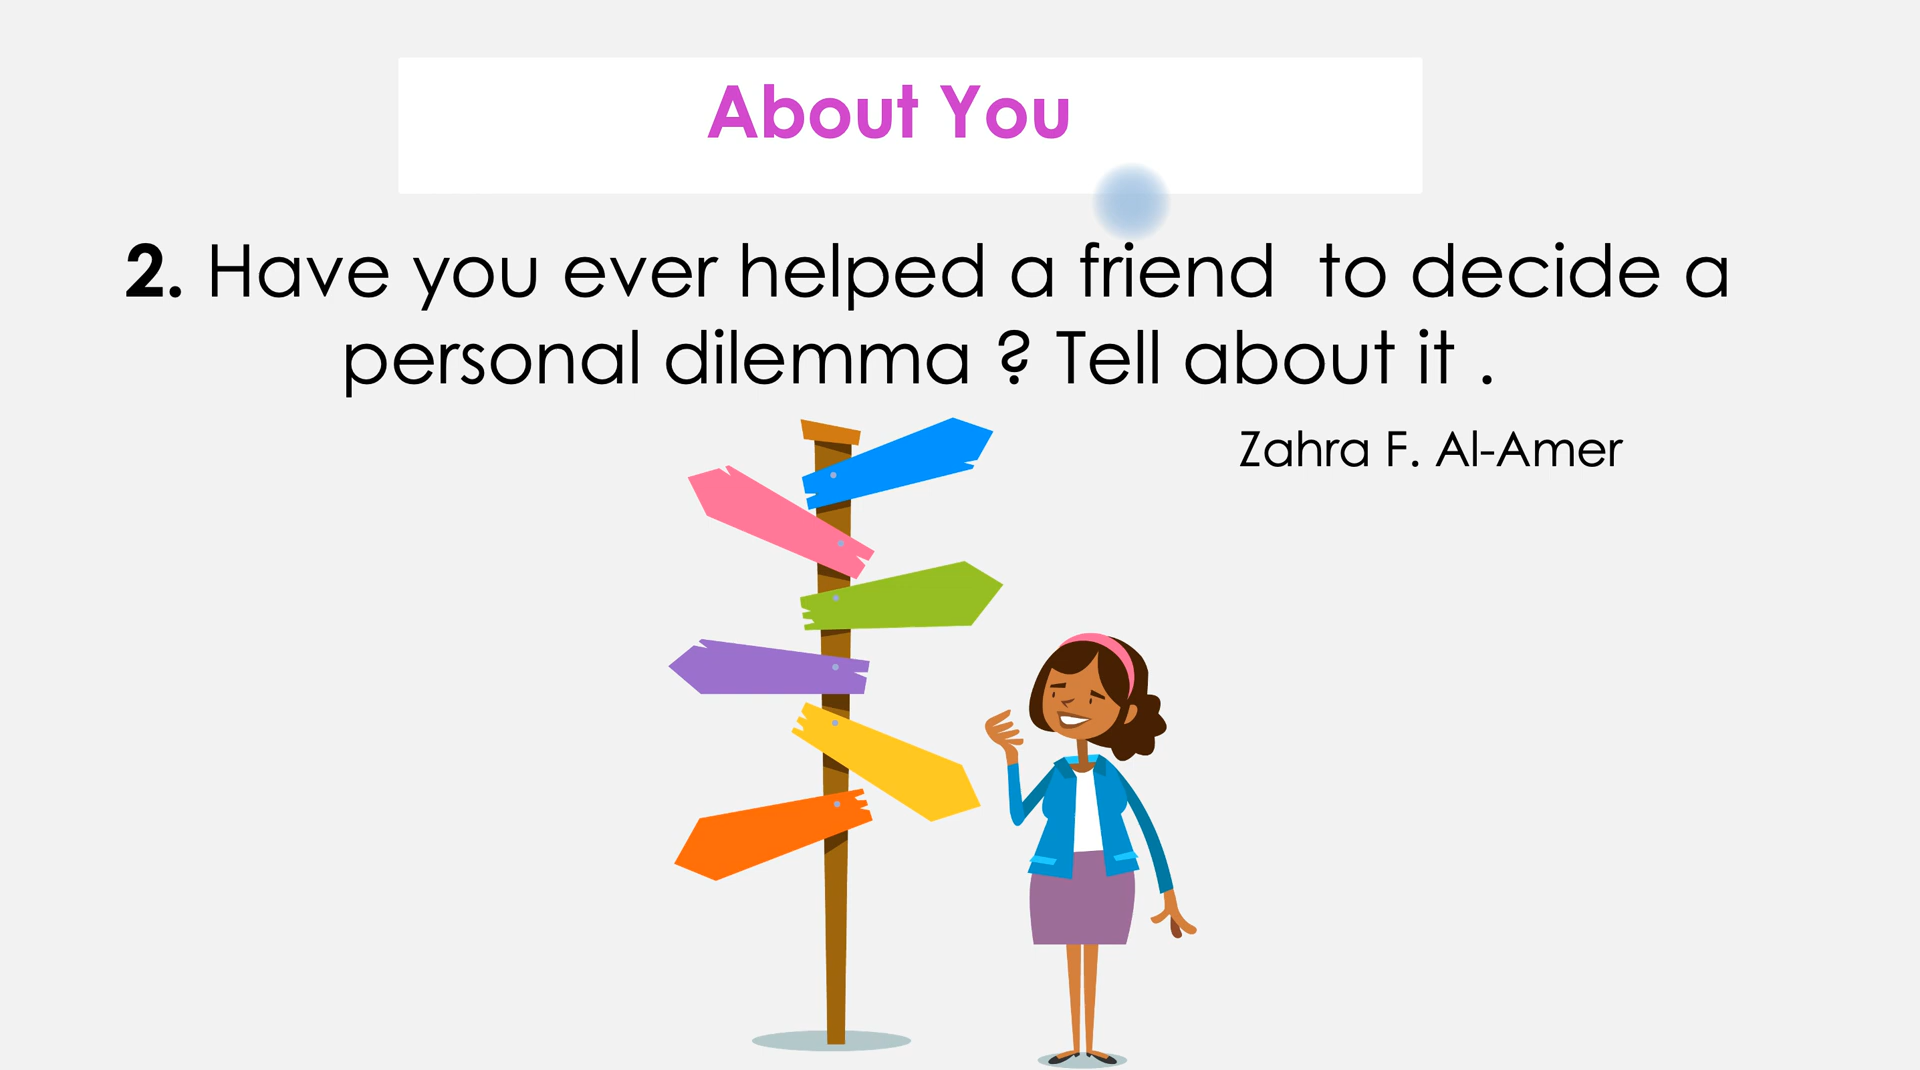 About You
2. Have you ever helped a friend  to decide a
personal dilemma ? Tell about it .
Zahra F. Al-Amer